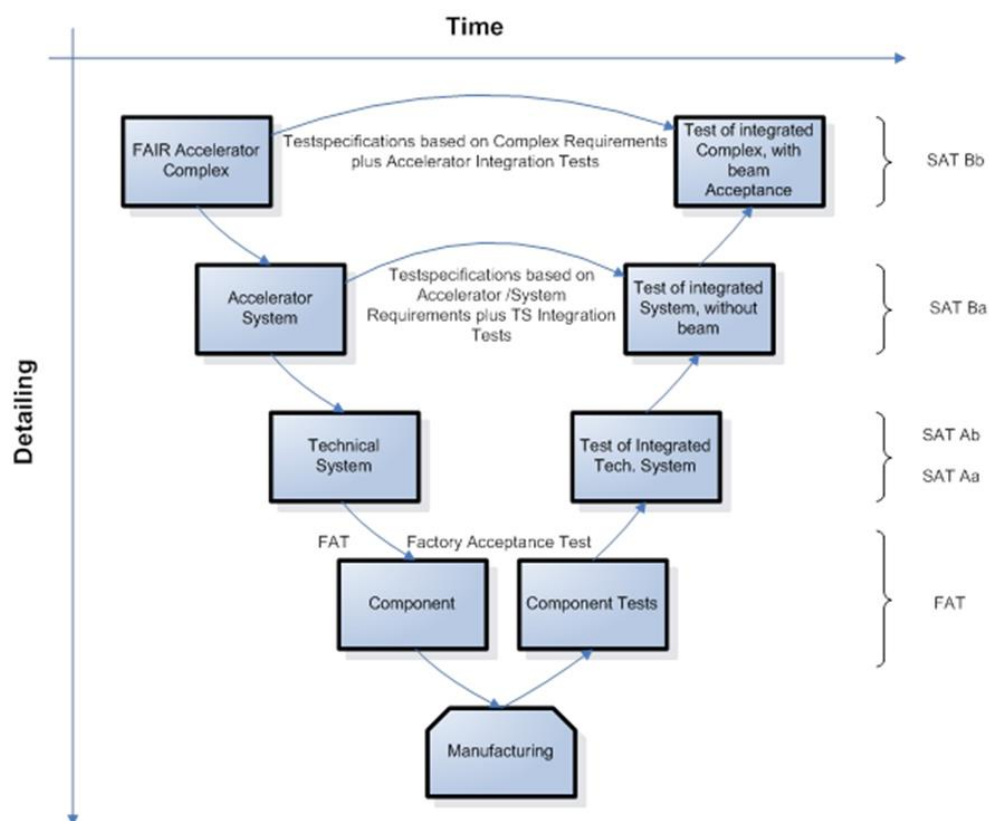 Time
FAIR Accelerator
Complex
Testspecifications based on Complex Requirements
plus Accelerator Integration Tests
Test of integrated
Complex, with
beam
Acceptance
SAT Bb
Accelerator
System
Testspecifications based on
Accelerator /System
Requirements plus TS Integration
Tests
Test of integrated
System, without
beam
SAT Ba
Detailing
Technical
System
Test of Integrated
Tech. System
SAT Ab
SAT Aa
FAT
Factory Acceptance Test
Component
Component Tests
FAT
Manufacturing